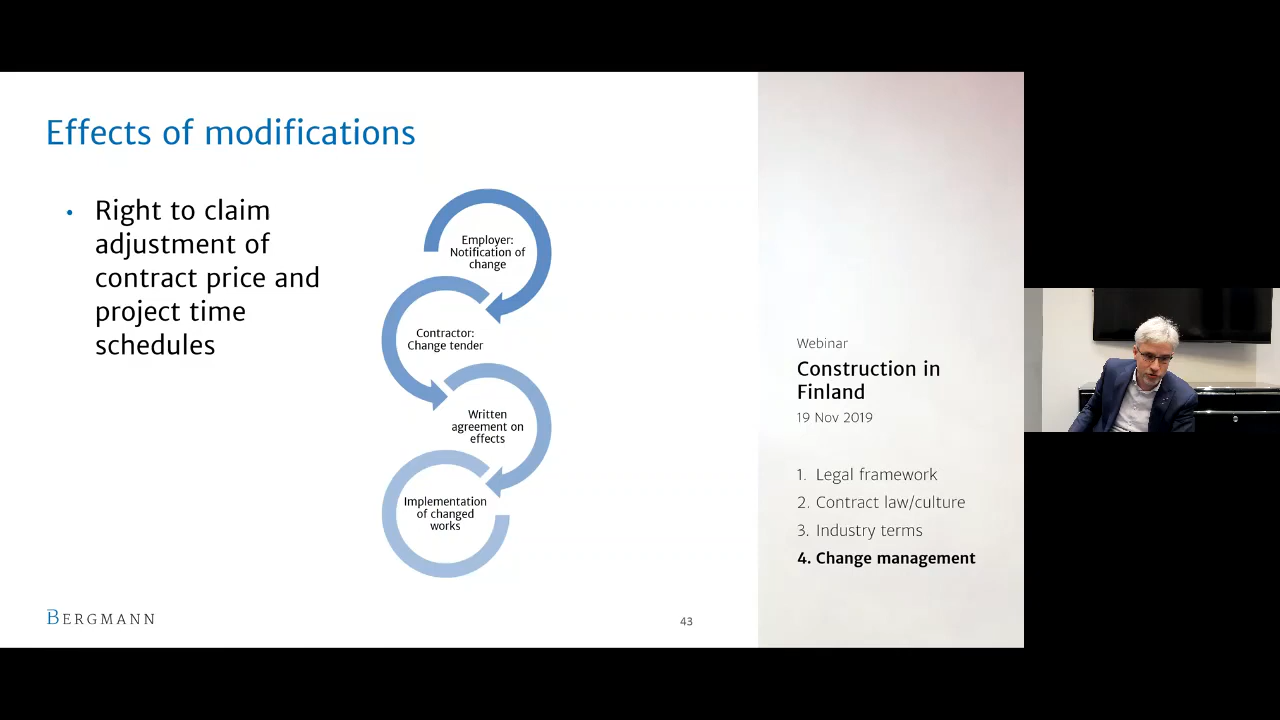 Effects of modifications
• Right to claim
adjustment of
contract price and
project time
schedules
Employer:
Notification of
change
Contractor:
Change tender
Written
agreement on
effects
Implementation
of changed
works
BERGMANN
43
Webinar
Construction in
Finland
19 Nov 2019
1. Legal framework
2. Contract law/culture
3. Industry terms
4. Change management